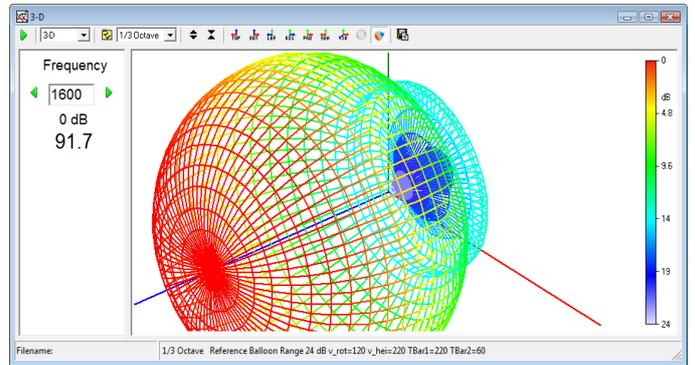 3-D
3-D
1/3 Octave
Frequency
1600
0 dB
91.7
0
dB
4.8
9.6
14
19
24
Filename:
1/3 Octave Reference Balloon Range 24 dB v_rot=120 v_hei=220 TBar1=220 TBar2=60